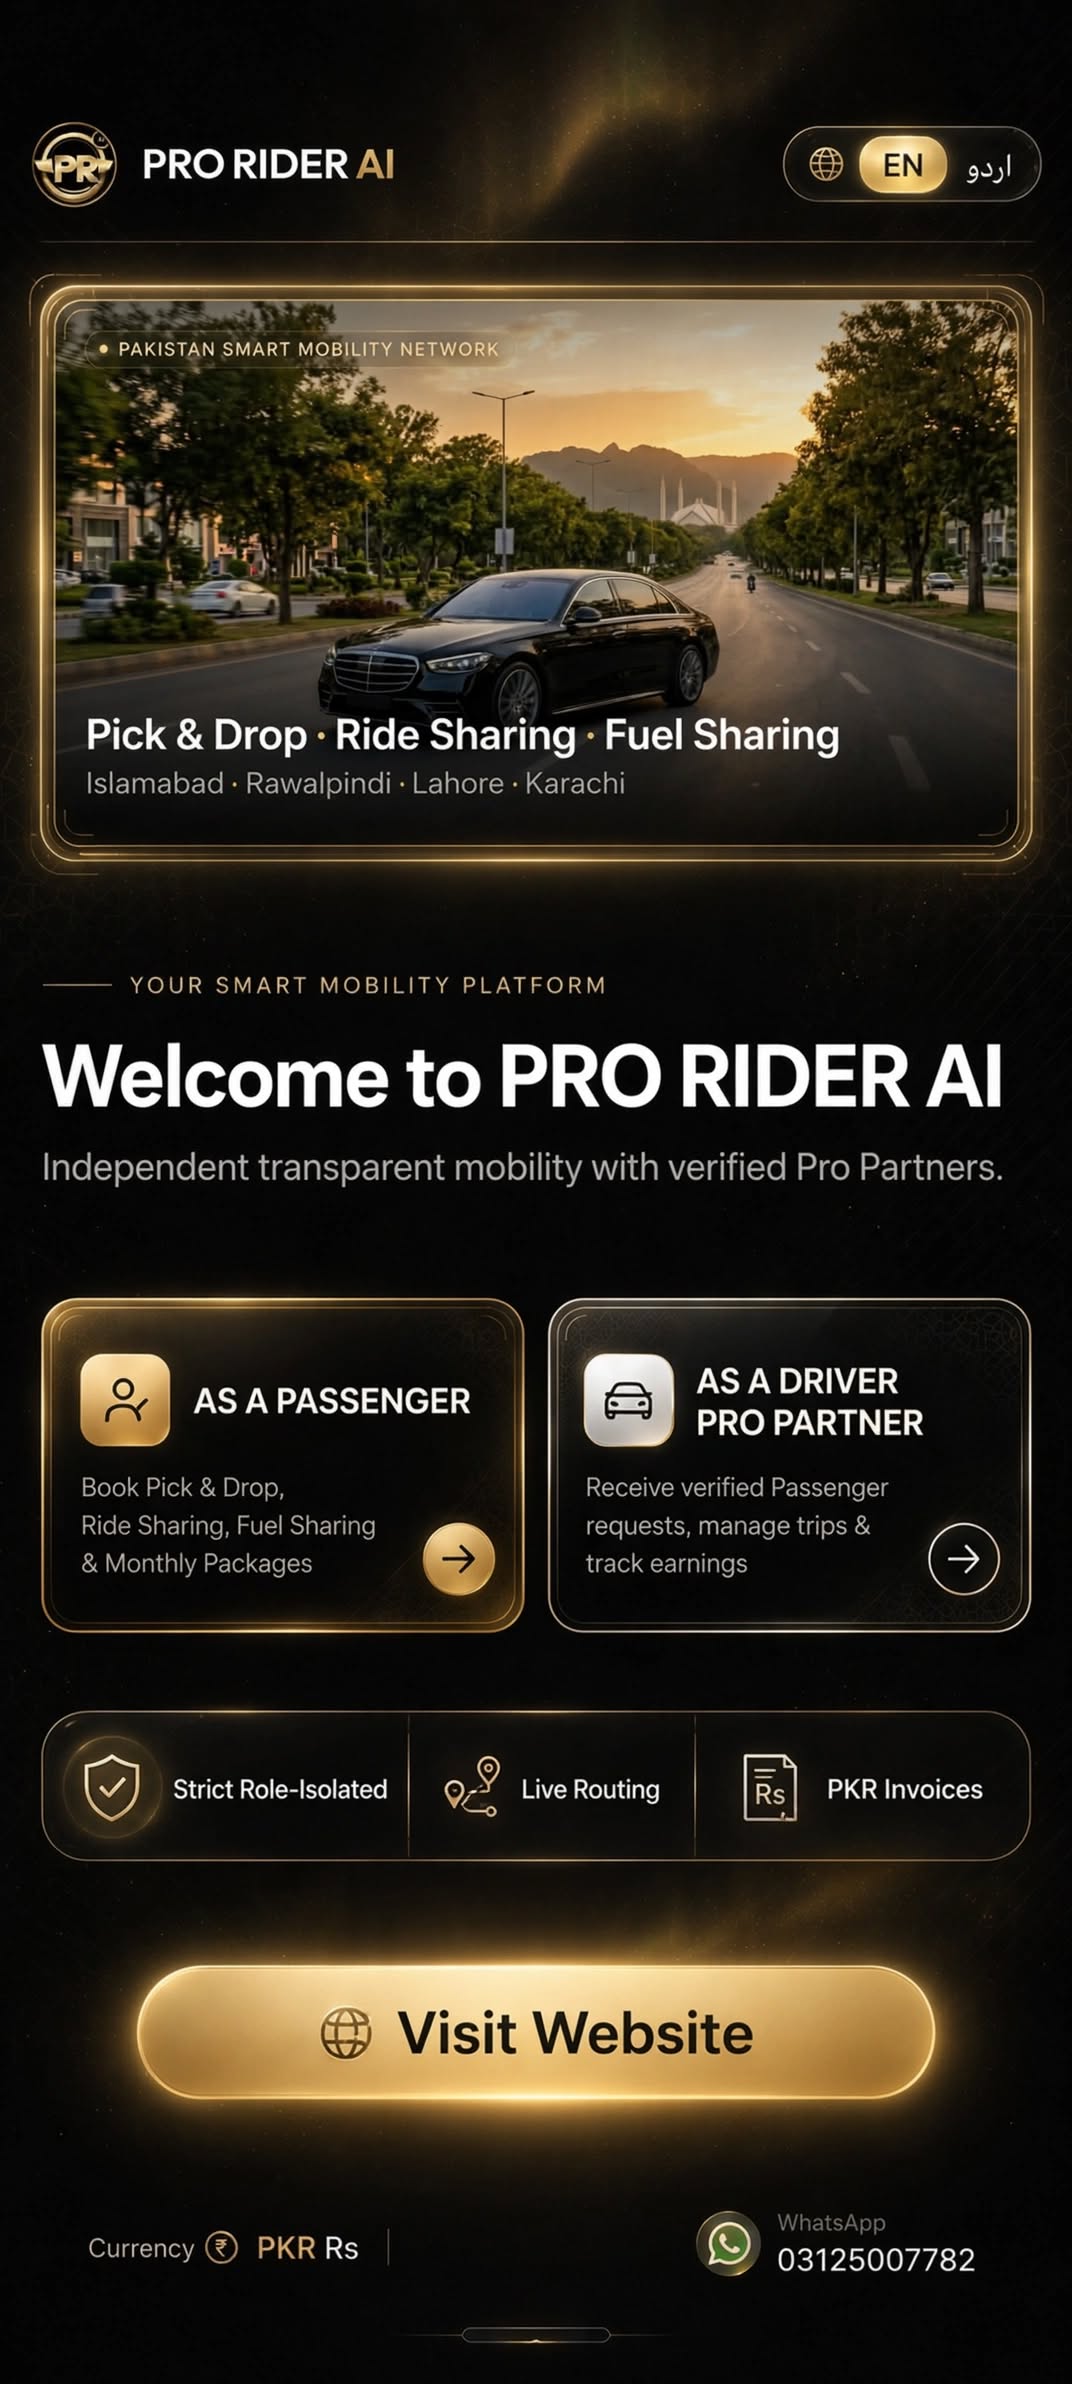 PR
PRO RIDER AI
EN
اردو
PAKISTAN SMART MOBILITY NETWORK
Pick & Drop · Ride Sharing · Fuel Sharing
Islamabad · Rawalpindi · Lahore · Karachi
YOUR SMART MOBILITY PLATFORM
Welcome to PRO RIDER AI
Independent transparent mobility with verified Pro Partners.
AS A PASSENGER
Book Pick & Drop,
Ride Sharing, Fuel Sharing
& Monthly Packages
AS A DRIVER
PRO PARTNER
Receive verified Passenger
requests, manage trips &
track earnings
Strict Role-Isolated
Live Routing
Rs
PKR Invoices
Visit Website
Currency ₹ PKR Rs
WhatsApp
03125007782